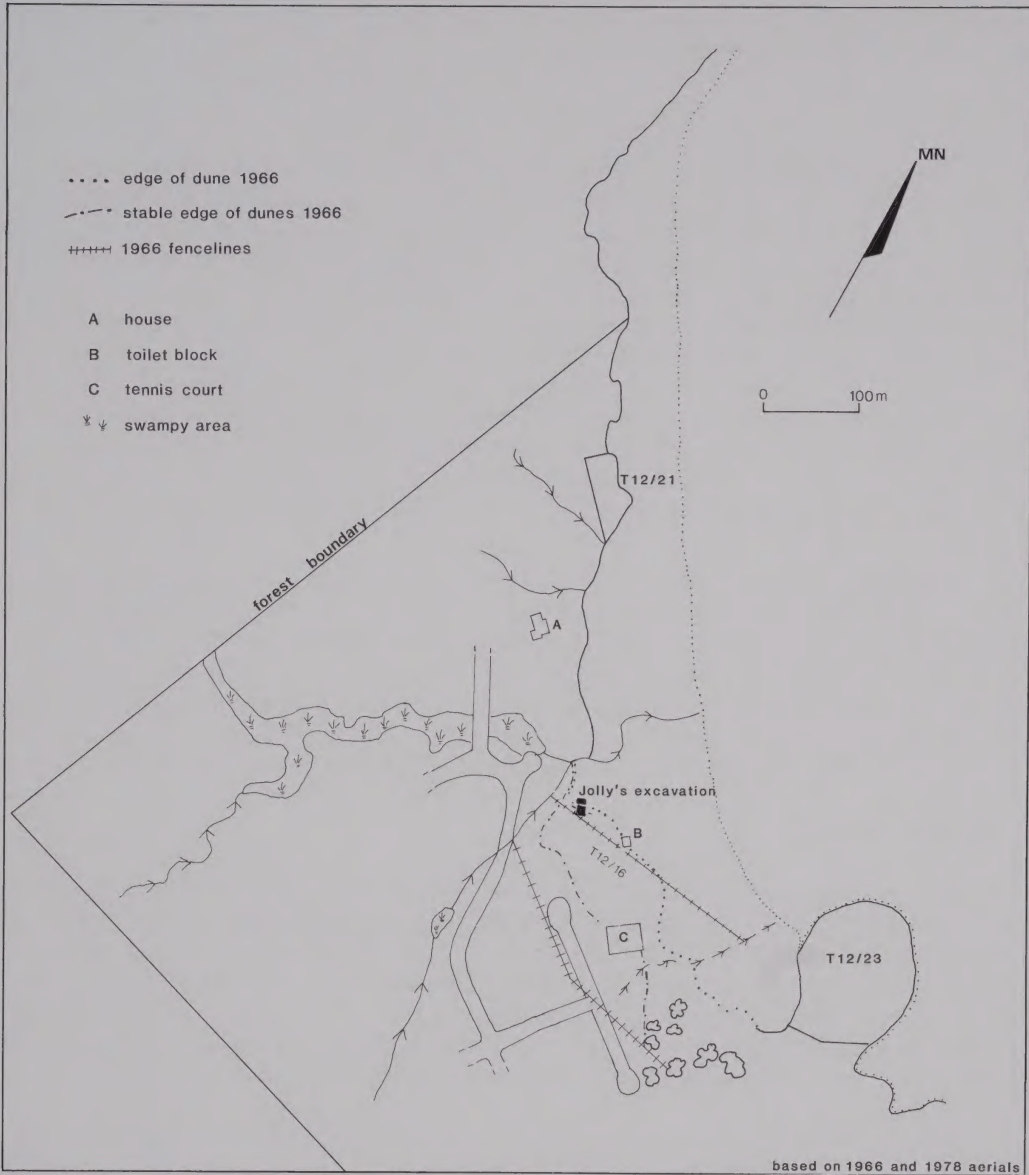 MN
edge of dune 1966
stable edge of dunes 1966
1966 fencelines
A house
B toilet block
C tennis court
swampy area
0 100m
T12/21
forest boundary
A
Jolly's excavation
B
T12/16
C
T12/23
based on 1966 and 1978 aerials